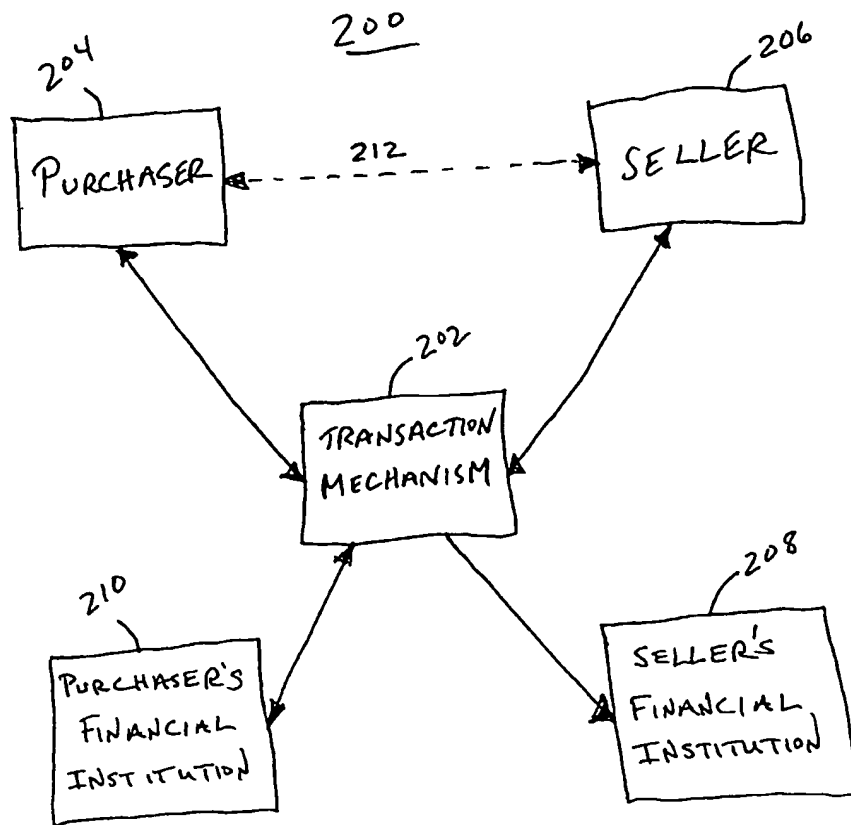 200
204
206
PURCHASER
212
SELLER
202
TRANSACTION
MECHANISM
210
208
PURCHASER'S
FINANCIAL
INSTITUTION
SELLER'S
FINANCIAL
INSTITUTION